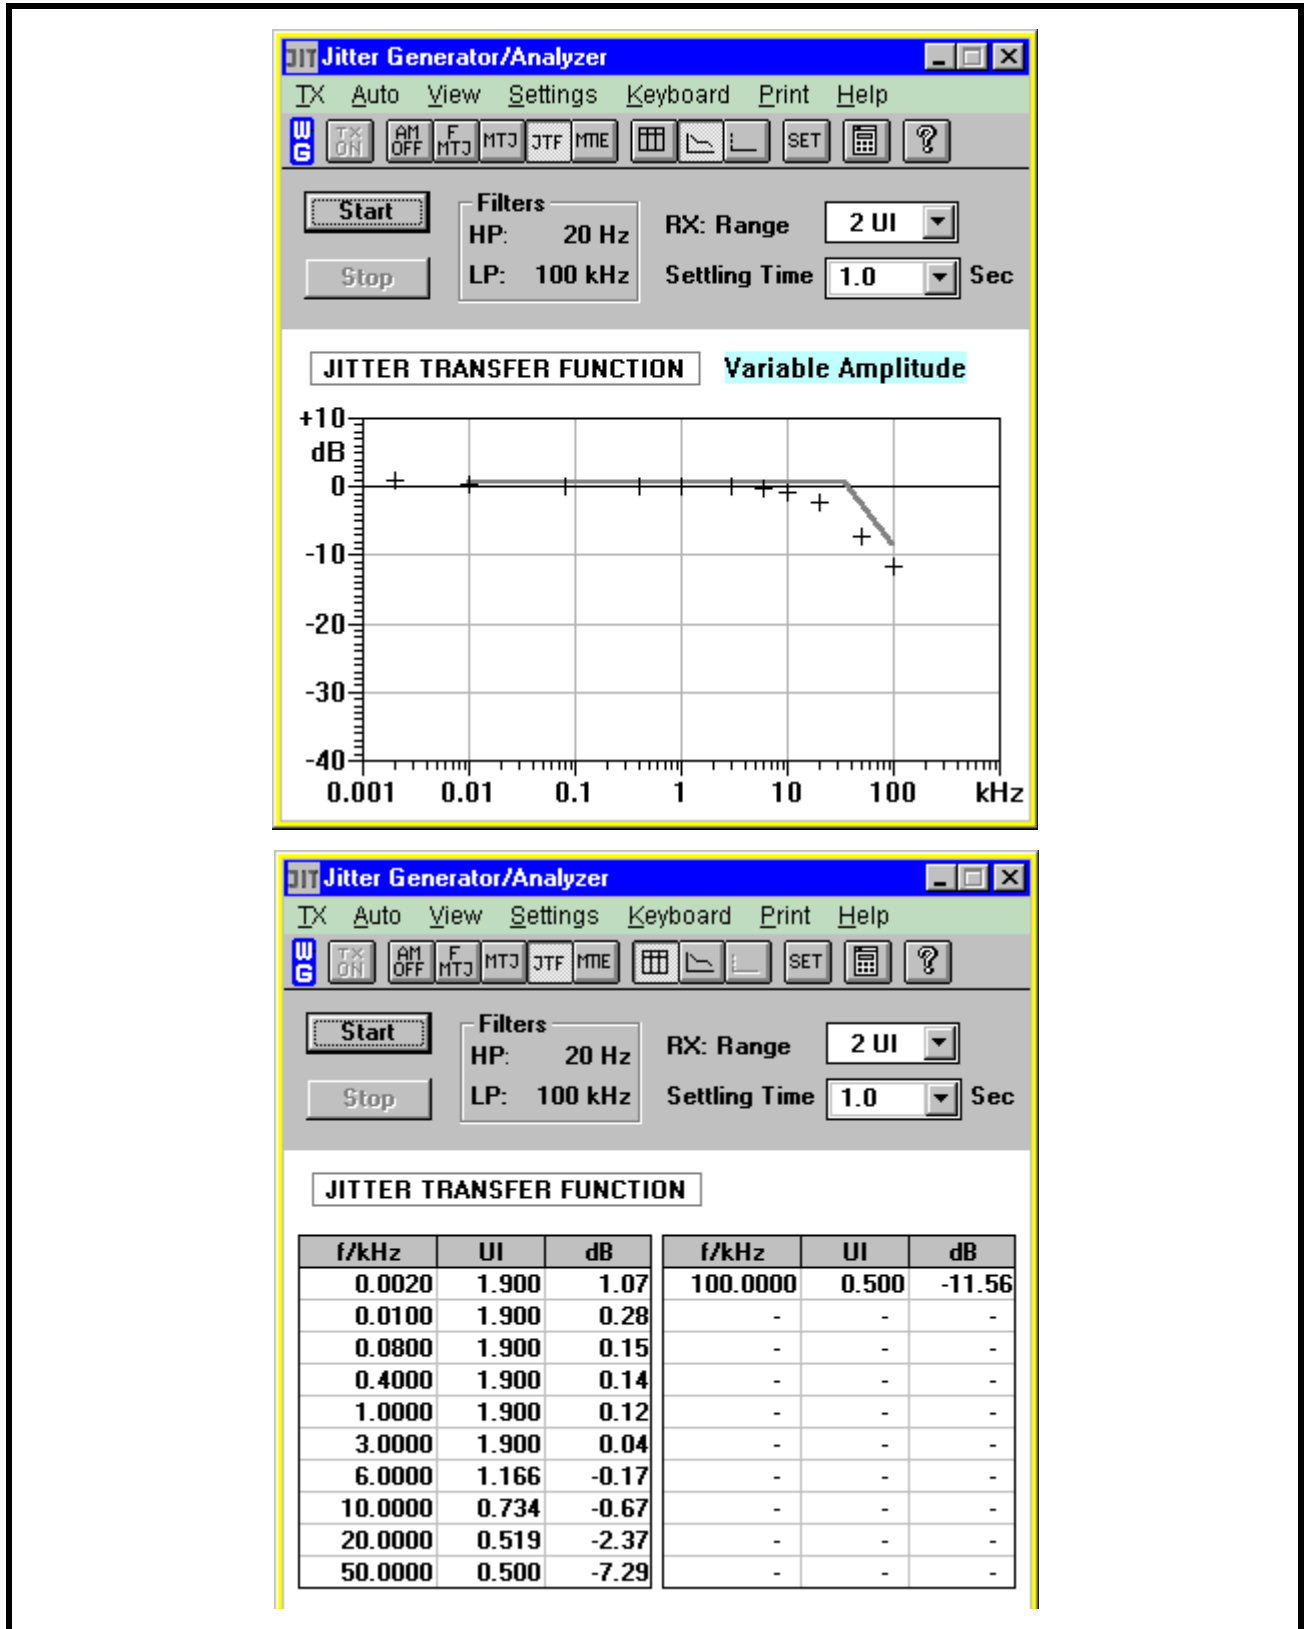 JIT Jitter Generator/Analyzer
TX Auto View Settings Keyboard Print Help
WG TX ON AM OFF F MTJ MTJ JTF MTIE SET ?
Start Filters HP: 20 Hz RX: Range 2 UI
Stop LP: 100 kHz Settling Time 1.0 Sec
JITTER TRANSFER FUNCTION Variable Amplitude
+10
dB
0
-10
-20
-30
-40
0.001 0.01 0.1 1 10 100 kHz
JIT Jitter Generator/Analyzer
TX Auto View Settings Keyboard Print Help
WG TX ON AM OFF F MTJ MTJ JTF MTIE SET ?
Start Filters HP: 20 Hz RX: Range 2 UI
Stop LP: 100 kHz Settling Time 1.0 Sec
JITTER TRANSFER FUNCTION
f/kHz UI dB f/kHz UI dB
0.0020 1.900 1.07 100.0000 0.500 -11.56
0.0100 1.900 0.28 - - -
0.0800 1.900 0.15 - - -
0.4000 1.900 0.14 - - -
1.0000 1.900 0.12 - - -
3.0000 1.900 0.04 - - -
6.0000 1.166 -0.17 - - -
10.0000 0.734 -0.67 - - -
20.0000 0.519 -2.37 - - -
50.0000 0.500 -7.29 - - -